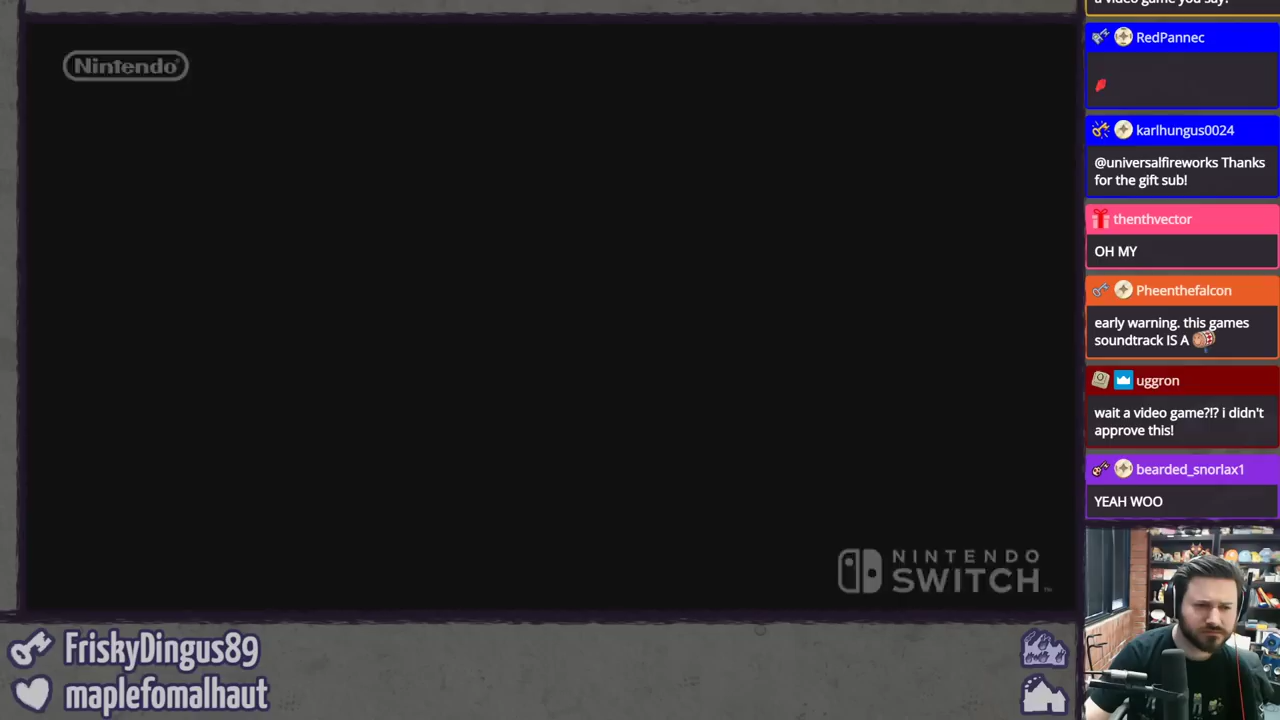 a video game you say!
Nintendo
RedPannec
karlhungus0024
@universalfireworks Thanks
for the gift sub!
thenthvector
OH MY
Pheenthefalcon
early warning. this games
soundtrack IS A
uggron
wait a video game?!? i didn't
approve this!
bearded_snorlax1
YEAH WOO
NINTENDO
SWITCH™
FriskyDingus89
maplefomalhaut